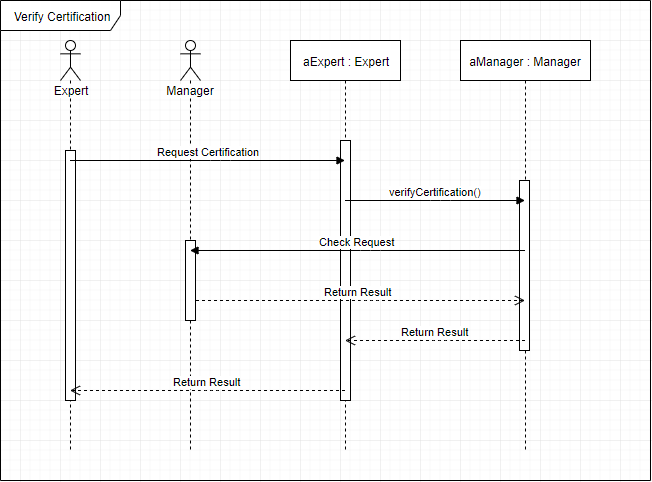 Verify Certification
Expert
Manager
aExpert : Expert
aManager : Manager
Request Certification
verifyCertification()
Check Request
Return Result
Return Result
Return Result